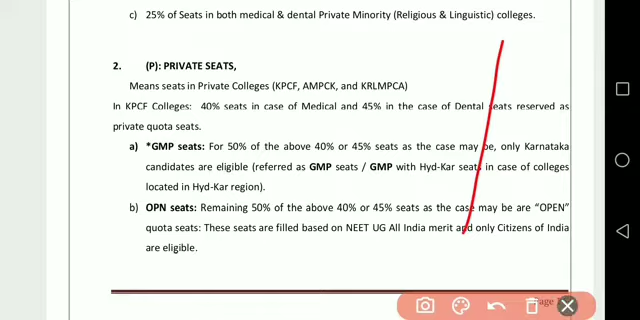 c) 25% of Seats in both medical & dental Private Minority (Religious & Linguistic) colleges.
2. (P): PRIVATE SEATS,
Means seats in Private Colleges (KPCF, AMPCK, and KRLMPCA)
In KPCF Colleges: 40% seats in case of Medical and 45% in the case of Dental seats reserved as
private quota seats.
a) *GMP seats: For 50% of the above 40% or 45% seats as the case may be, only Karnataka
candidates are eligible (referred as GMP seats / GMP with Hyd-Kar seats in case of colleges
located in Hyd-Kar region).
b) OPN seats: Remaining 50% of the above 40% or 45% seats as the case may be are “OPEN”
quota seats: These seats are filled based on NEET UG All India merit and only Citizens of India
are eligible.